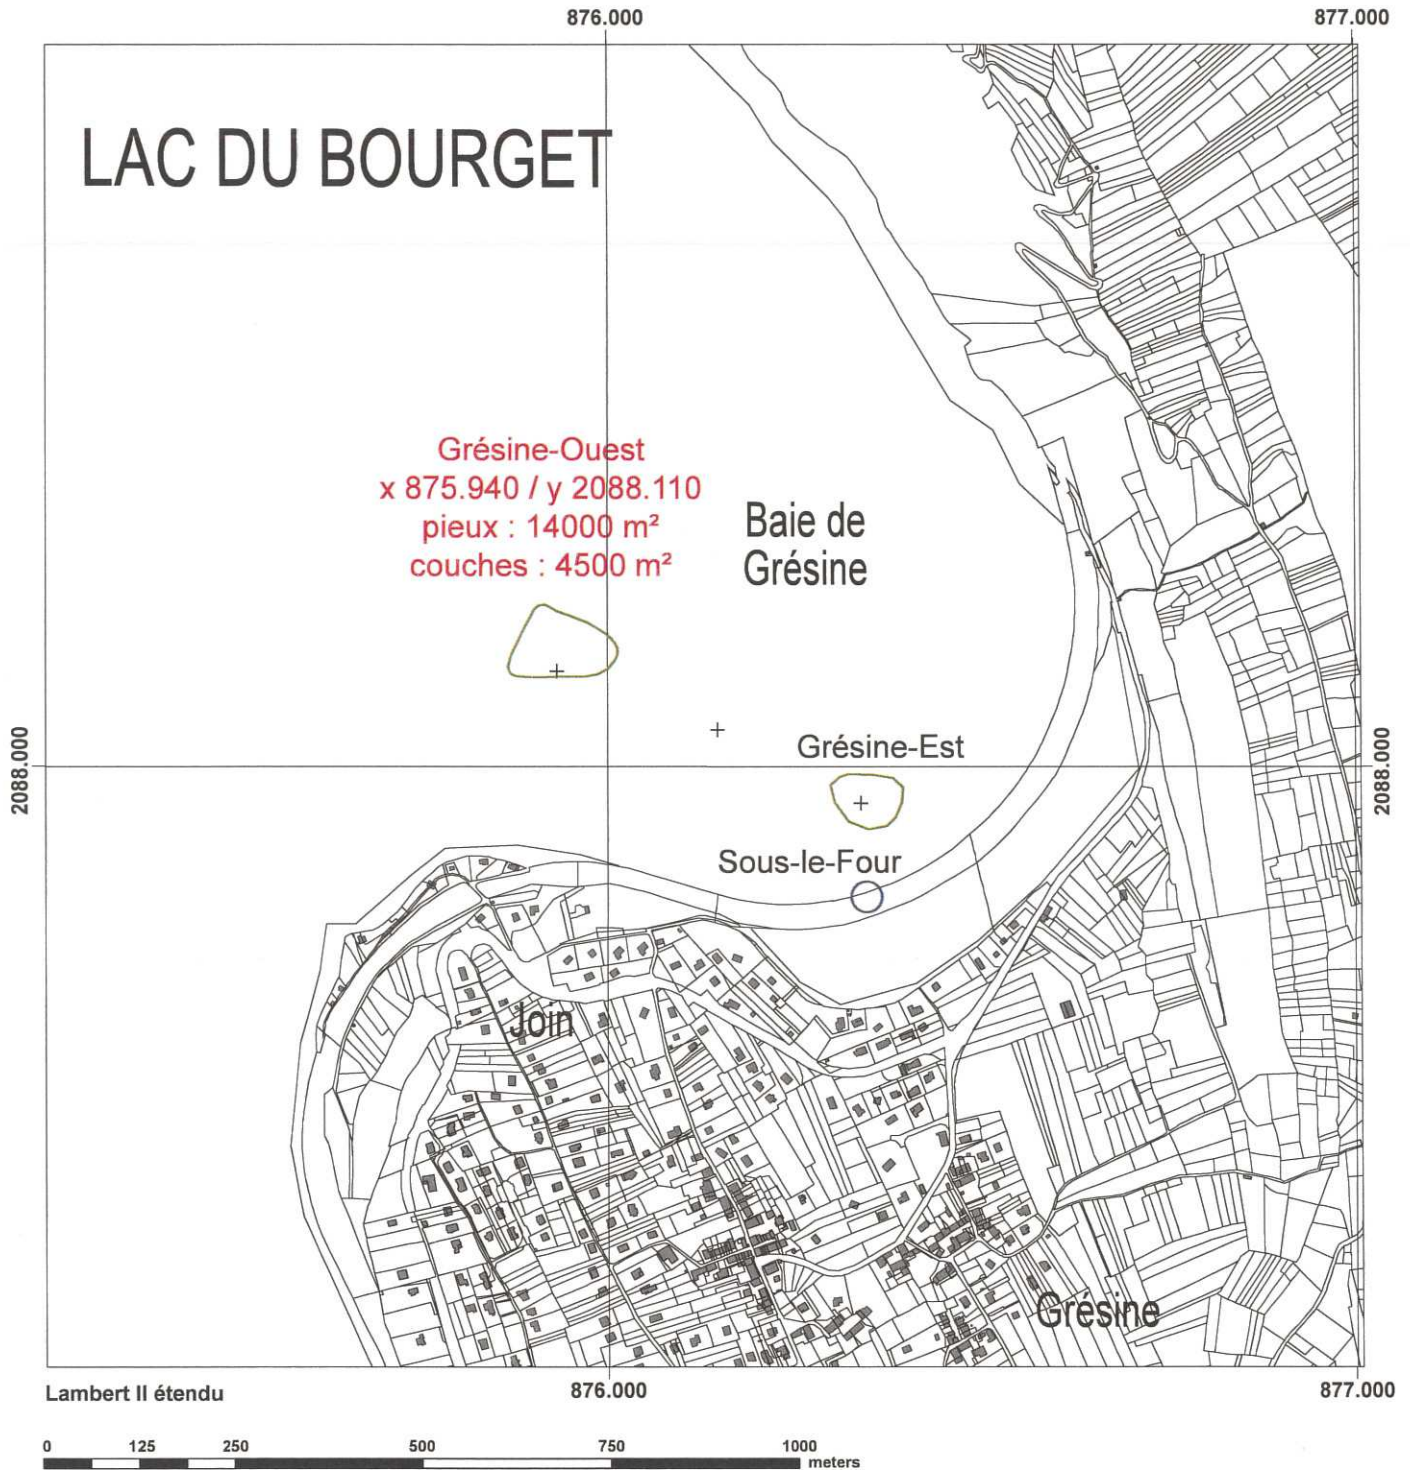 876.000
877.000
LAC DU BOURGET
Grésine-Ouest
x 875.940 / y 2088.110
pieux : 14000 m²
couches : 4500 m²
Baie de
Grésine
2088.000
Grésine-Est
2088.000
Sous-le-Four
Join
Grésine
Lambert II étendu
876.000
877.000
0 125 250 500 750 1000
meters